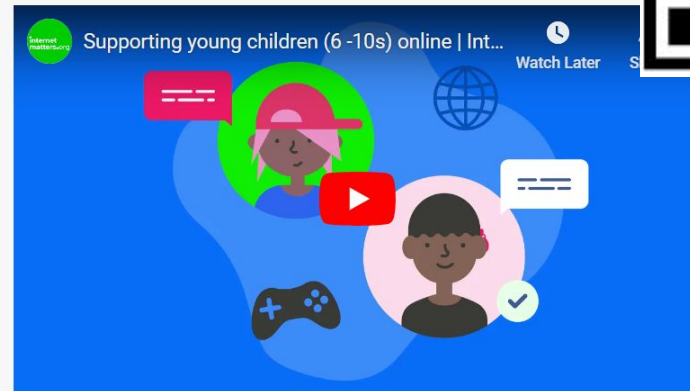 internet
matters.org
Supporting young children (6 -10s) online | Int...
Watch Later